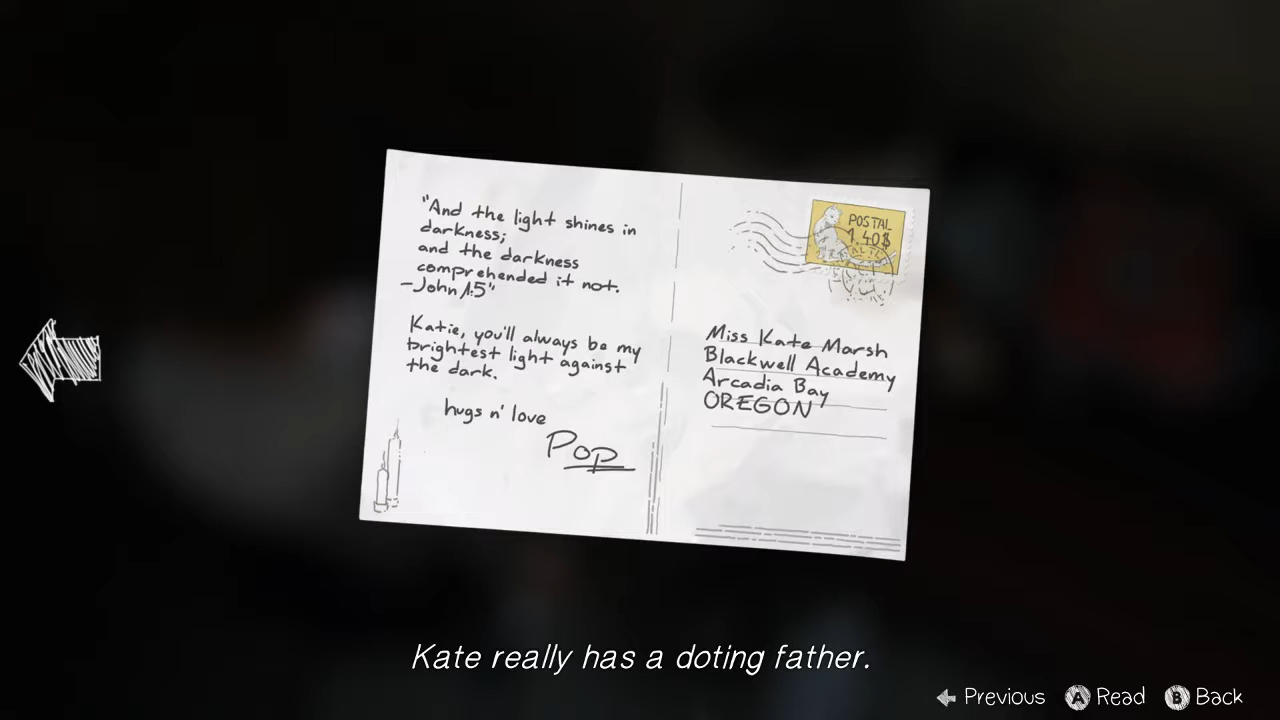 "And the light shines in
darkness;
and the darkness
comprehended it not.
-John 1:5"
Katie, you'll always be my
brightest light against
the dark.
hugs n' love
Pop
POSTAL
1.40$
Miss Kate Marsh
Blackwell Academy
Arcadia Bay
OREGON
Kate really has a doting father.
Previous
A Read
B Back